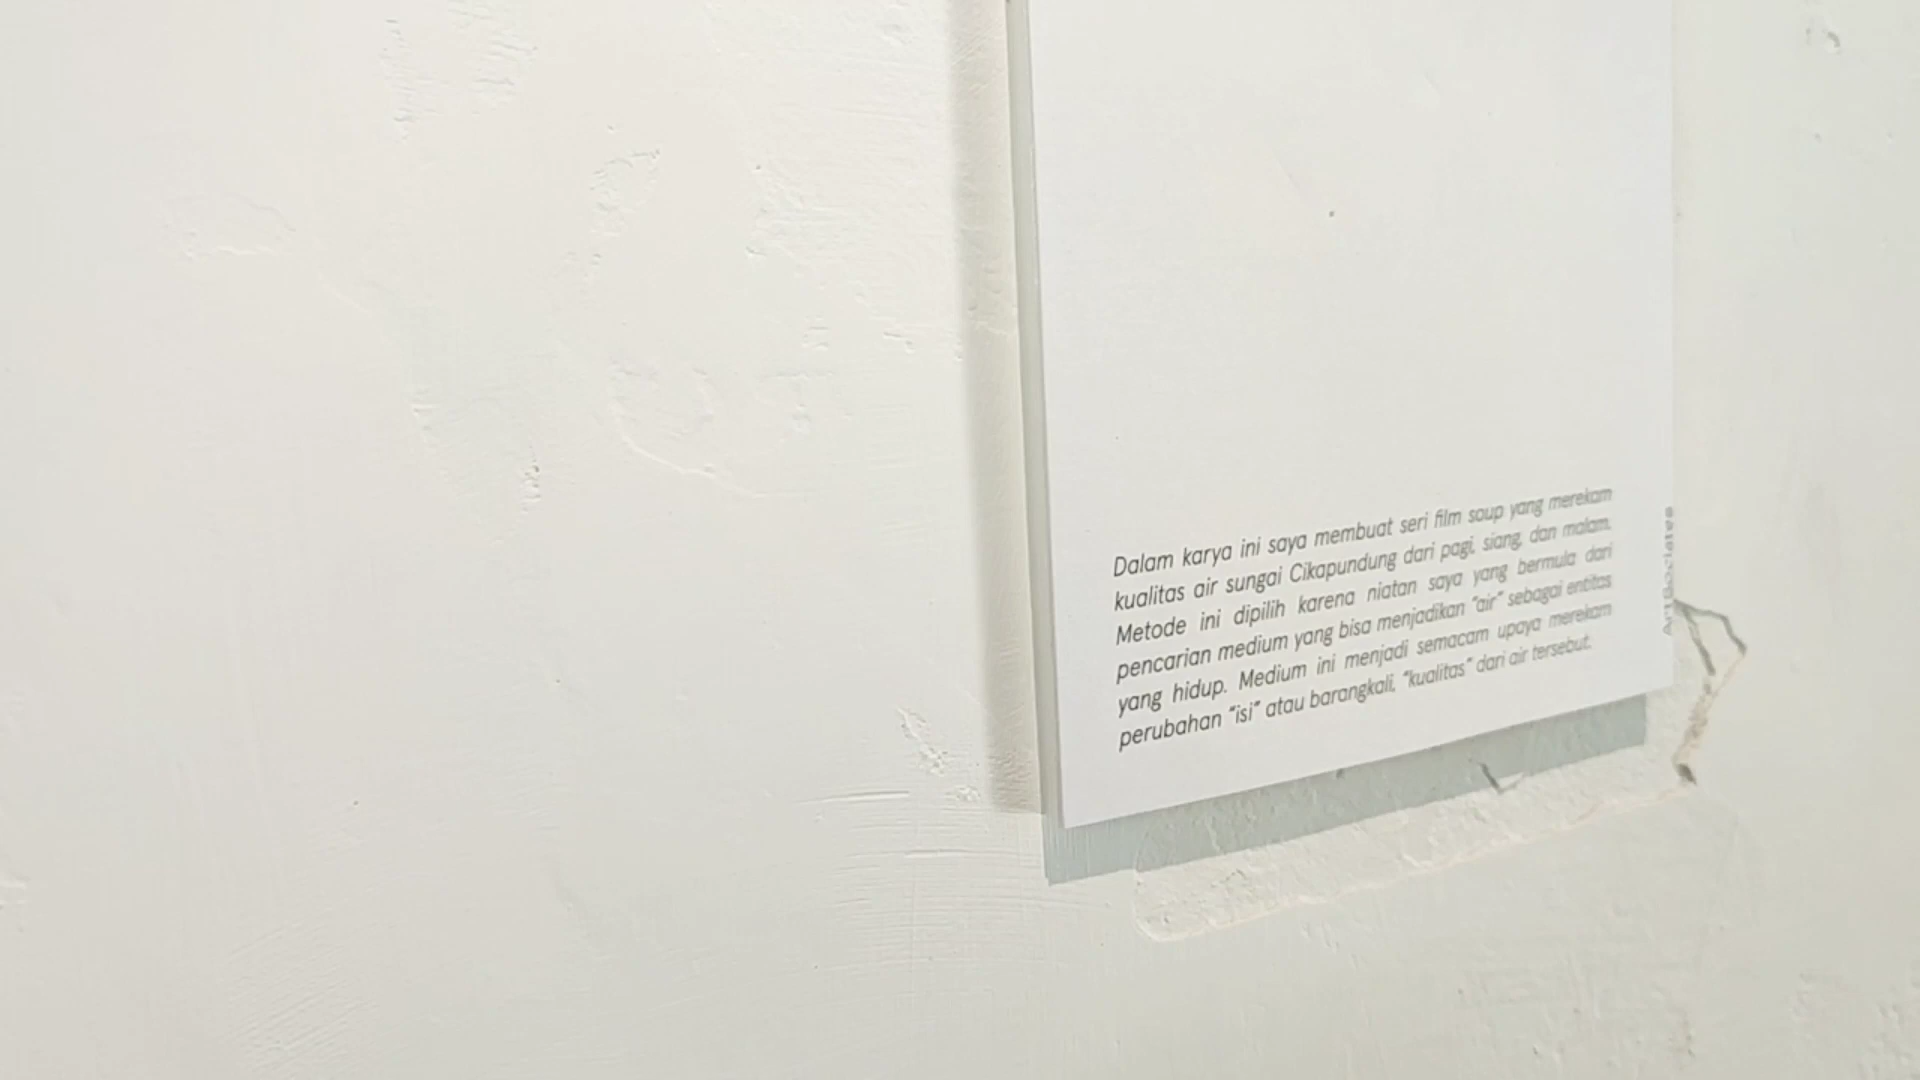 Dalam karya ini saya membuat seri film soup yang merekam
kualitas air sungai Cikapundung dari pagi, siang, dan malam.
Metode ini dipilih karena niatan saya yang bermula dari
pencarian medium yang bisa menjadikan “air” sebagai entitas
yang hidup. Medium ini menjadi semacam upaya merekam
perubahan “isi” atau barangkali, “kualitas” dari air tersebut.
ArtSociates